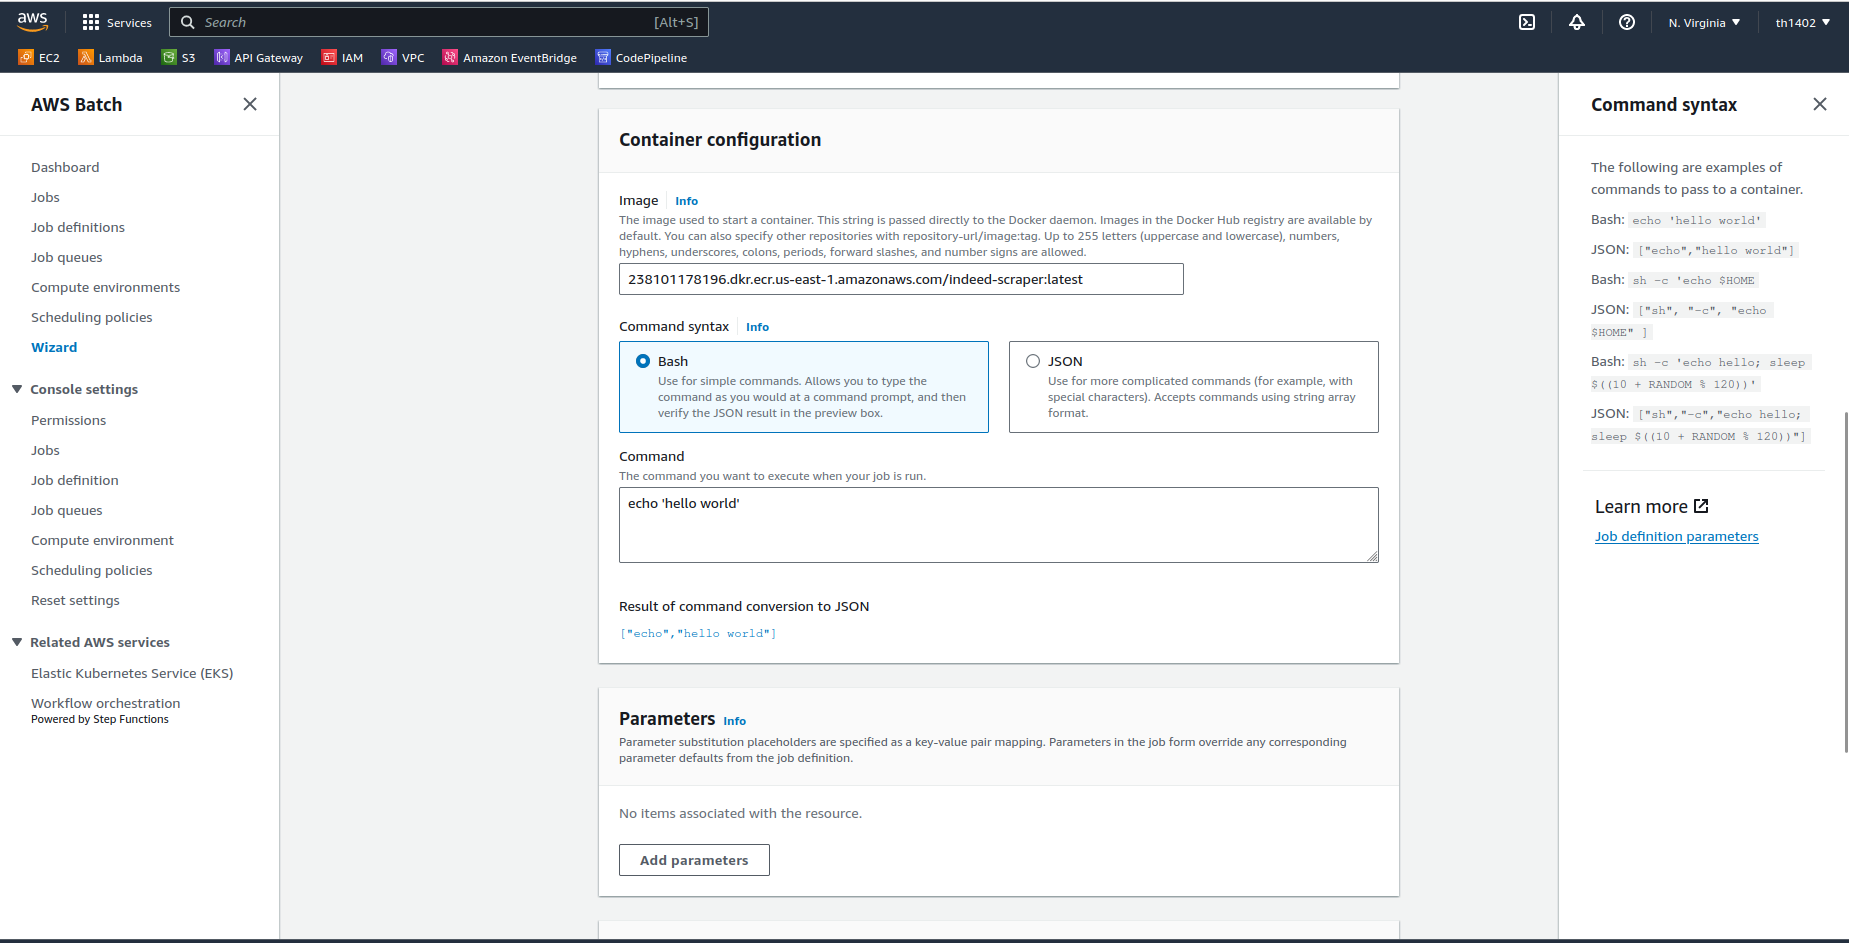 aws
Services
Search
[Alt+S]
N. Virginia
th1402
EC2
Lambda
S3
API Gateway
IAM
VPC
Amazon EventBridge
CodePipeline
AWS Batch
Dashboard
Jobs
Job definitions
Job queues
Compute environments
Scheduling policies
Wizard
Console settings
Permissions
Jobs
Job definition
Job queues
Compute environment
Scheduling policies
Reset settings
Related AWS services
Elastic Kubernetes Service (EKS)
Workflow orchestration
Powered by Step Functions
Container configuration
Image Info
The image used to start a container. This string is passed directly to the Docker daemon. Images in the Docker Hub registry are available by
default. You can also specify other repositories with repository-url/image:tag. Up to 255 letters (uppercase and lowercase), numbers,
hyphens, underscores, colons, periods, forward slashes, and number signs are allowed.
238101178196.dkr.ecr.us-east-1.amazonaws.com/indeed-scraper:latest
Command syntax Info
Bash
Use for simple commands. Allows you to type the
command as you would at a command prompt, and then
verify the JSON result in the preview box.
JSON
Use for more complicated commands (for example, with
special characters). Accepts commands using string array
format.
Command
The command you want to execute when your job is run.
echo 'hello world'
Result of command conversion to JSON
["echo","hello world"]
Parameters Info
Parameter substitution placeholders are specified as a key-value pair mapping. Parameters in the job form override any corresponding
parameter defaults from the job definition.
No items associated with the resource.
Add parameters
Command syntax
The following are examples of
commands to pass to a container.
Bash: echo 'hello world'
JSON: ["echo","hello world"]
Bash: sh -c 'echo $HOME
JSON: ["sh", "-c", "echo
$HOME" ]
Bash: sh -c 'echo hello; sleep
$((10 + RANDOM % 120))'
JSON: ["sh","-c","echo hello;
sleep $((10 + RANDOM % 120))"]
Learn more
Job definition parameters